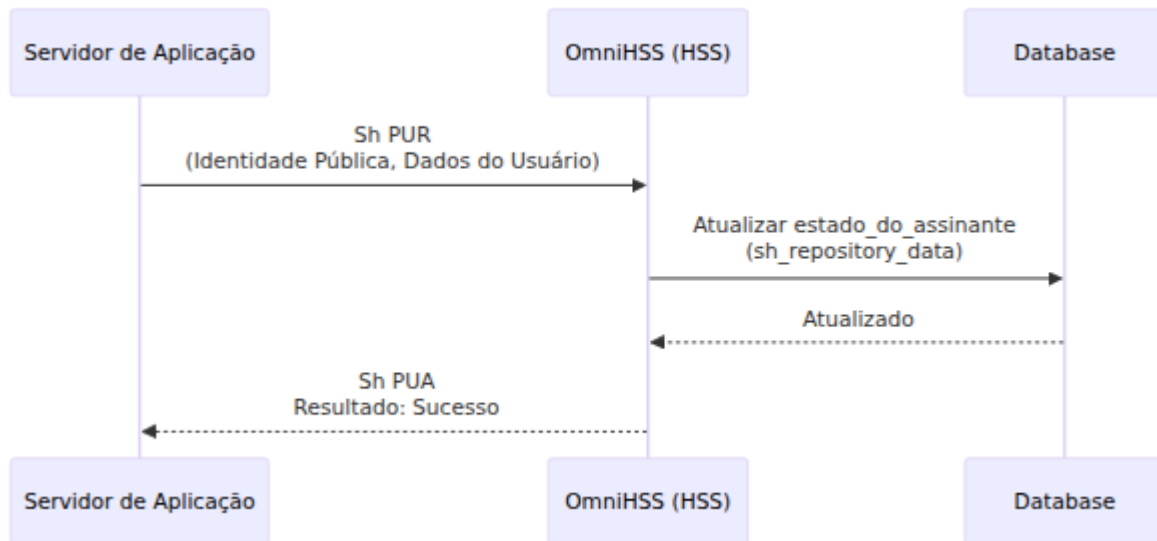 Servidor de Aplicação
OmniHSS (HSS)
Database
Sh PUR
(Identidade Pública, Dados do Usuário)
Atualizar estado_do_assinante
(sh_repository_data)
Atualizado
Sh PUA
Resultado: Sucesso
Servidor de Aplicação
OmniHSS (HSS)
Database